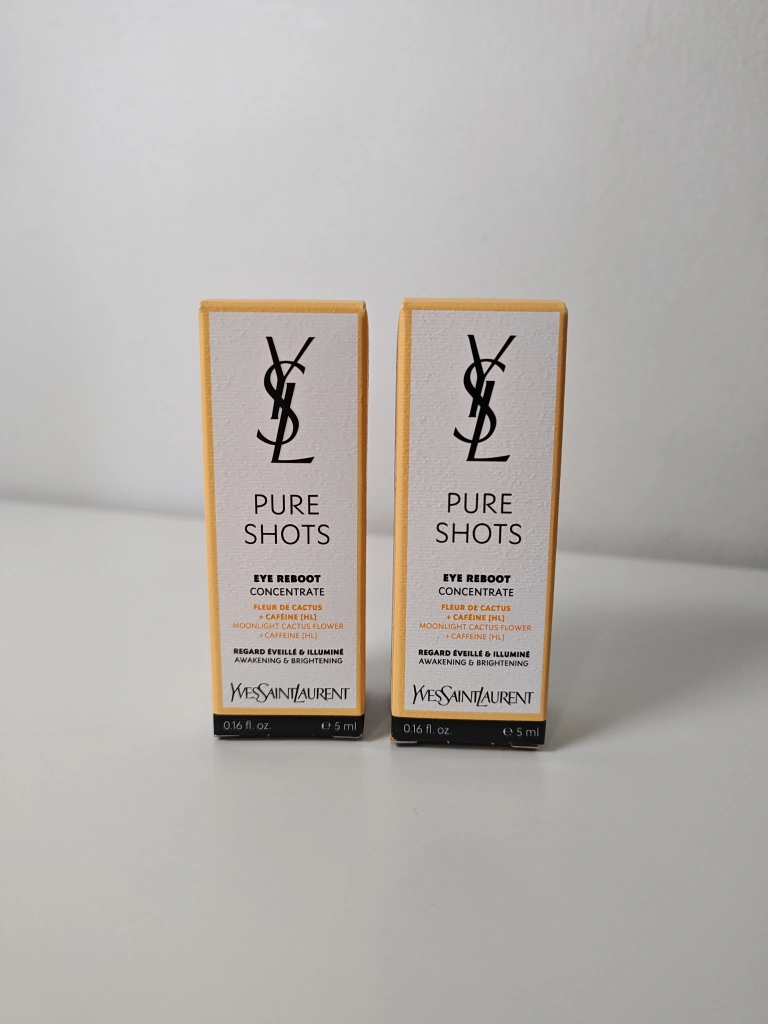 YSL
PURE
SHOTS
EYE REBOOT
CONCENTRATE
FLEUR DE CACTUS
+ CAFÉINE [HL]
MOONLIGHT CACTUS FLOWER
+ CAFFEINE [HL]
REGARD ÉVEILLÉ & ILLUMINÉ
AWAKENING & BRIGHTENING
YVESSAINTLAURENT
0.16 fl. oz. ℮ 5 ml
YSL
PURE
SHOTS
EYE REBOOT
CONCENTRATE
FLEUR DE CACTUS
+ CAFÉINE [HL]
MOONLIGHT CACTUS FLOWER
+ CAFFEINE [HL]
REGARD ÉVEILLÉ & ILLUMINÉ
AWAKENING & BRIGHTENING
YVESSAINTLAURENT
0.16 fl. oz. ℮ 5 ml